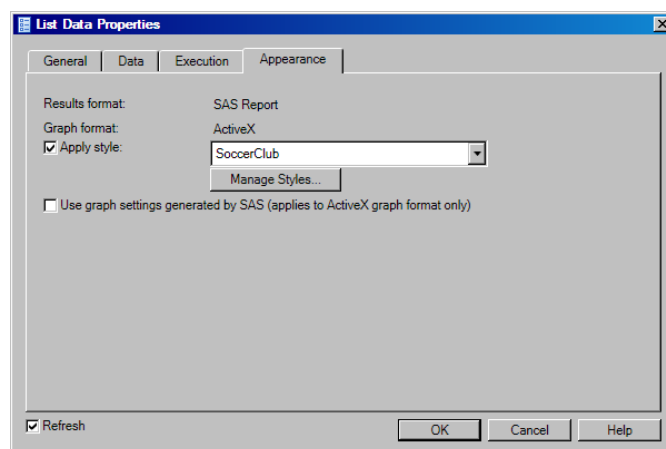 List Data Properties
General Data Execution Appearance
Results format: SAS Report
Graph format: ActiveX
Apply style: SoccerClub
Manage Styles...
Use graph settings generated by SAS (applies to ActiveX graph format only)
Refresh OK Cancel Help